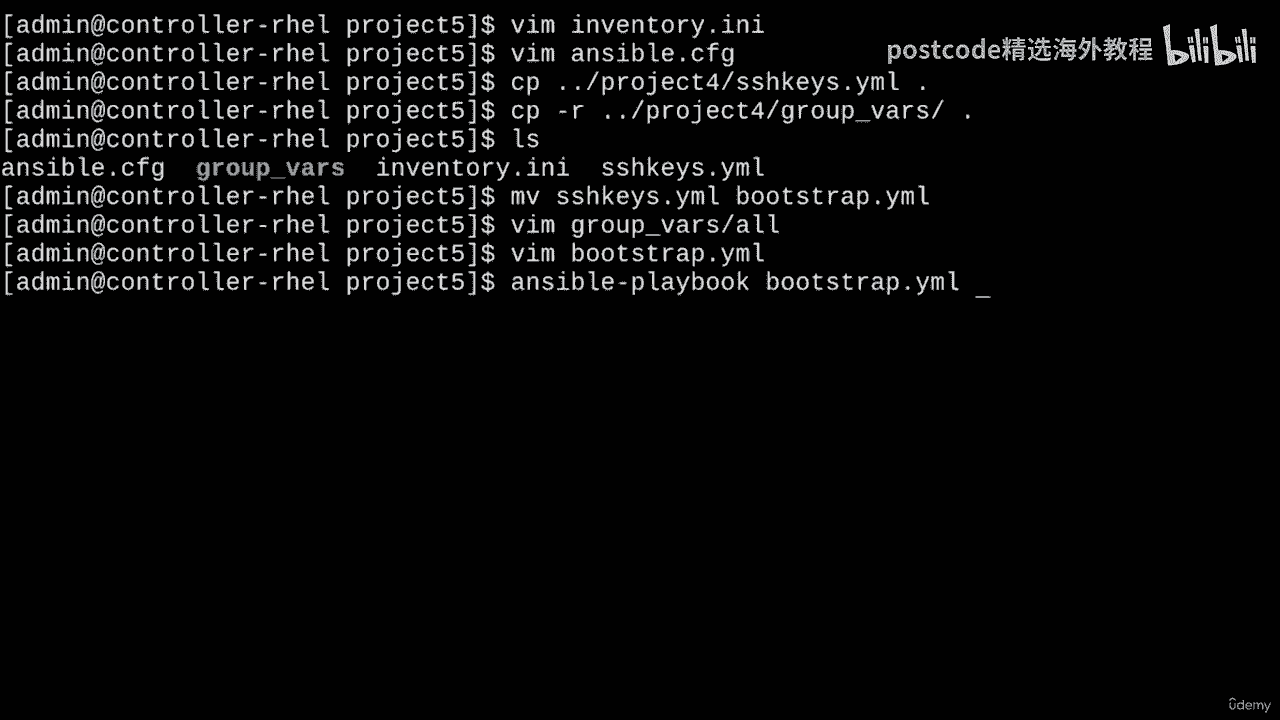 [admin@controller-rhel project5]$ vim inventory.ini
[admin@controller-rhel project5]$ vim ansible.cfg
postcode精选海外教程 bilibili
[admin@controller-rhel project5]$ cp ../project4/sshkeys.yml .
[admin@controller-rhel project5]$ cp -r ../project4/group_vars/ .
[admin@controller-rhel project5]$ ls
ansible.cfg  group_vars  inventory.ini  sshkeys.yml
[admin@controller-rhel project5]$ mv sshkeys.yml bootstrap.yml
[admin@controller-rhel project5]$ vim group_vars/all
[admin@controller-rhel project5]$ vim bootstrap.yml
[admin@controller-rhel project5]$ ansible-playbook bootstrap.yml _
ûdemy